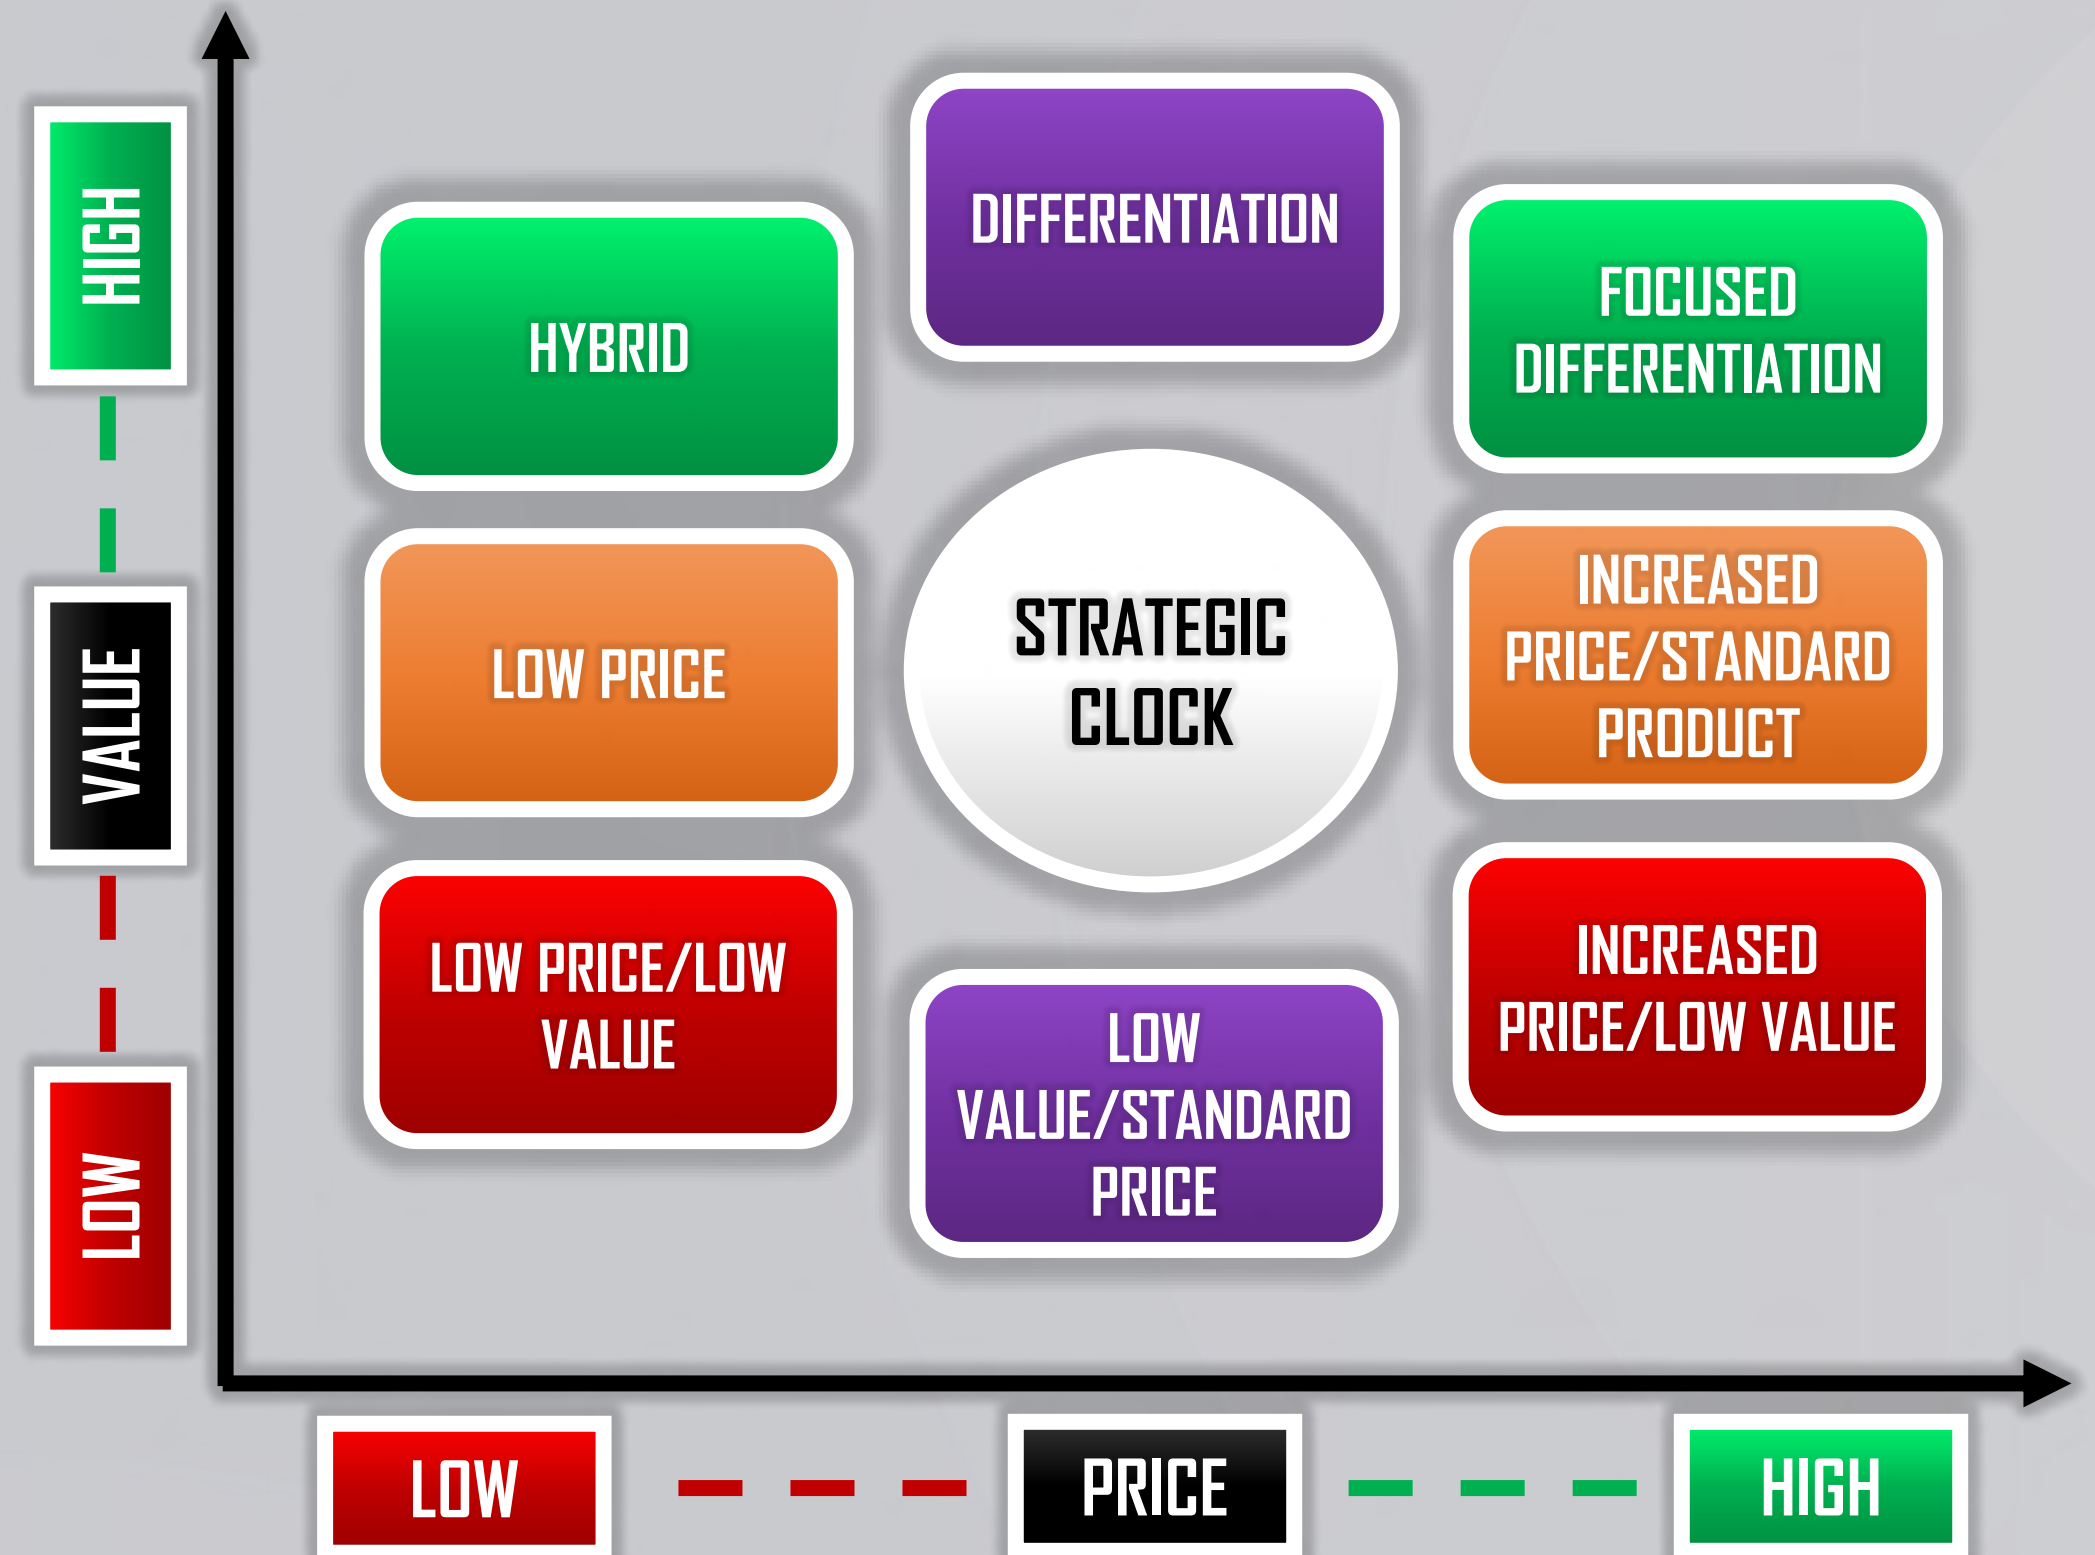 HIGH
VALUE
LOW
HYBRID
DIFFERENTIATION
FOCUSED
DIFFERENTIATION
LOW PRICE
STRATEGIC
CLOCK
INCREASED
PRICE/STANDARD
PRODUCT
LOW PRICE/LOW
VALUE
LOW
VALUE/STANDARD
PRICE
INCREASED
PRICE/LOW VALUE
LOW
PRICE
HIGH